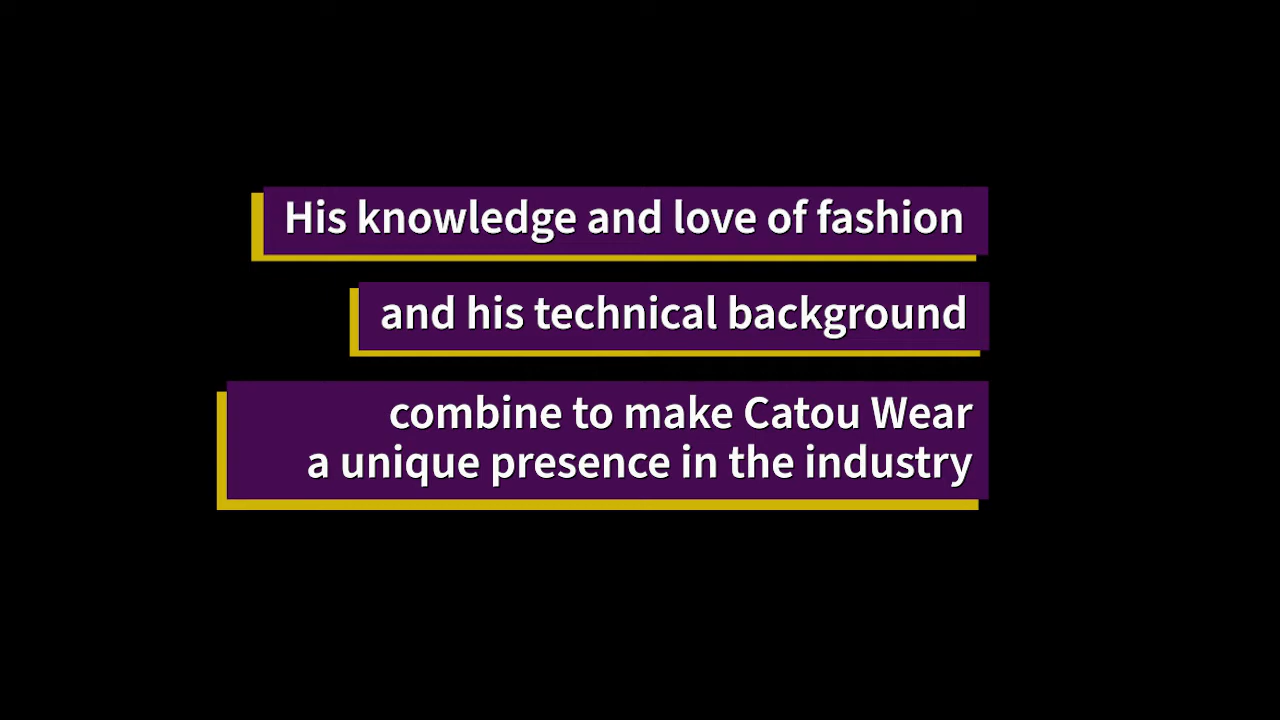 His knowledge and love of fashion
and his technical background
combine to make Catou Wear
a unique presence in the industry